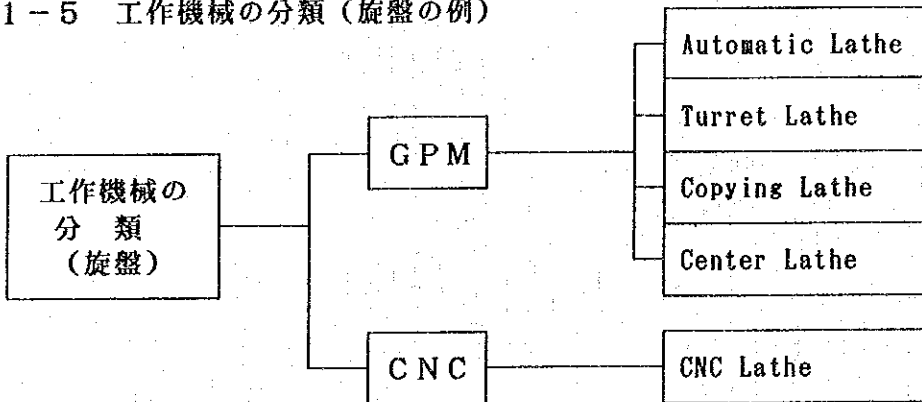 1-5 工作機械の分類(旋盤の例)
工作機械の
分 類
(旋盤)
GPM
CNC
Automatic Lathe
Turret Lathe
Copying Lathe
Center Lathe
CNC Lathe